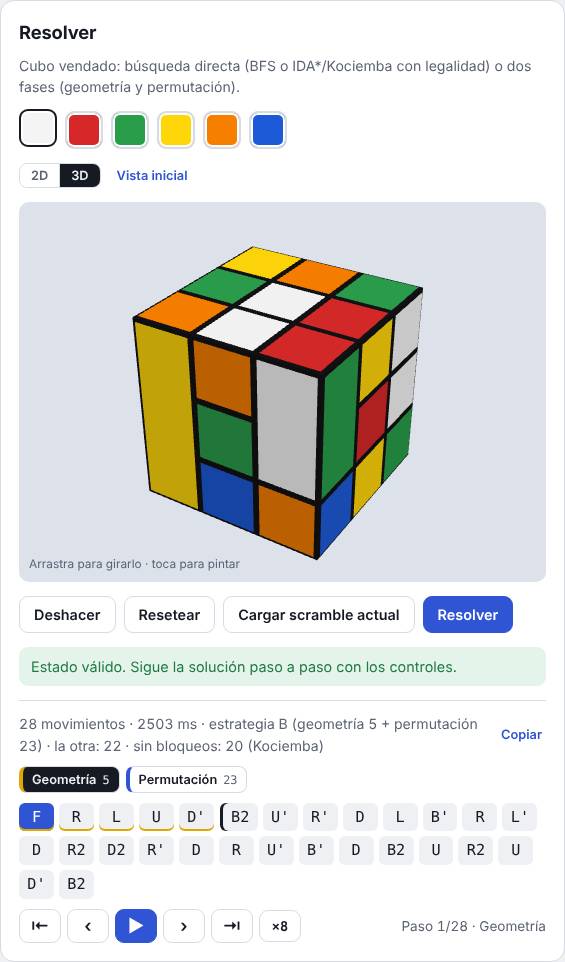 Resolver
Cubo vendado: búsqueda directa (BFS o IDA*/Kociemba con legalidad) o dos
fases (geometría y permutación).
2D 3D Vista inicial
Arrastra para girarlo · toca para pintar
Deshacer Resetear Cargar scramble actual Resolver
Estado válido. Sigue la solución paso a paso con los controles.
28 movimientos · 2503 ms · estrategia B (geometría 5 + permutación
23) · la otra: 22 · sin bloqueos: 20 (Kociemba)
Copiar
Geometría 5 Permutación 23
F R L U D' B2 U' R' D L B' R L'
D R2 D2 R' D R U' B' D B2 U R2 U
D' B2
×8 Paso 1/28 · Geometría